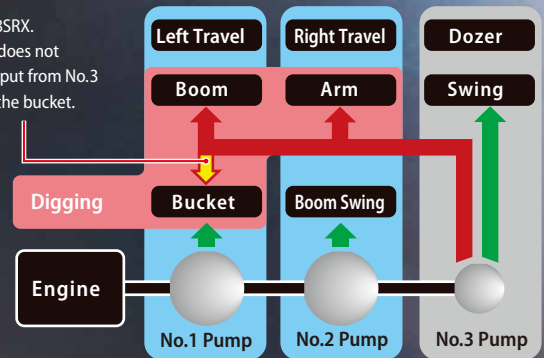 does not
put from No.3
the bucket.
Left Travel
Right Travel
Dozer
Boom
Arm
Swing
Digging
Bucket
Boom Swing
Engine
No.1 Pump
No.2 Pump
No.3 Pump